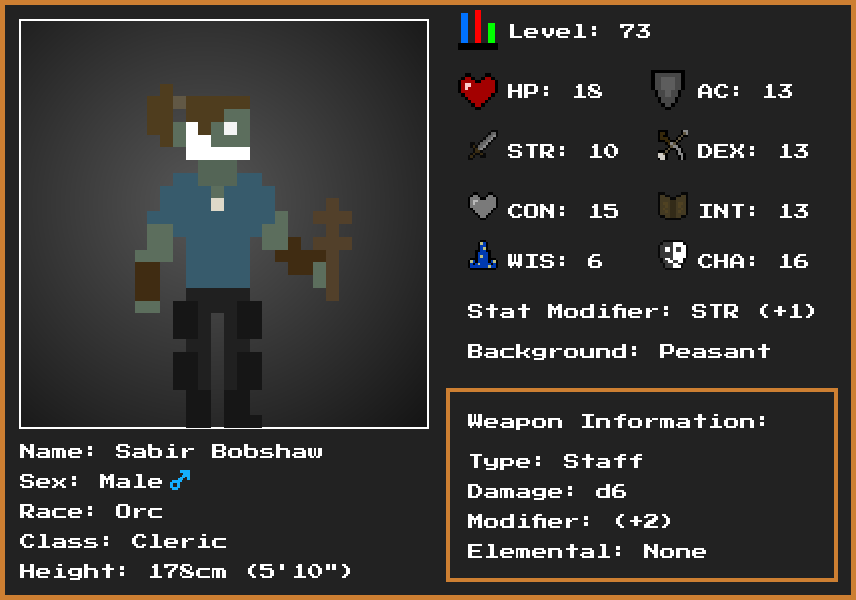 Level: 73
HP: 18 AC: 13
STR: 10 DEX: 13
CON: 15 INT: 13
WIS: 6 CHA: 16
Stat Modifier: STR (+1)
Background: Peasant
Weapon Information:
Type: Staff
Damage: d6
Modifier: (+2)
Elemental: None
Name: Sabir Bobshaw
Sex: Male ♂
Race: Orc
Class: Cleric
Height: 178cm (5'10")